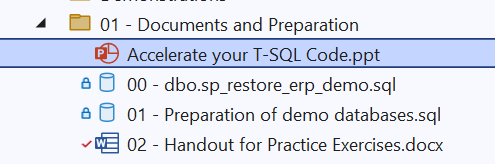 01 - Documents and Preparation
Accelerate your T-SQL Code.ppt
00 - dbo.sp_restore_erp_demo.sql
01 - Preparation of demo databases.sql
02 - Handout for Practice Exercises.docx